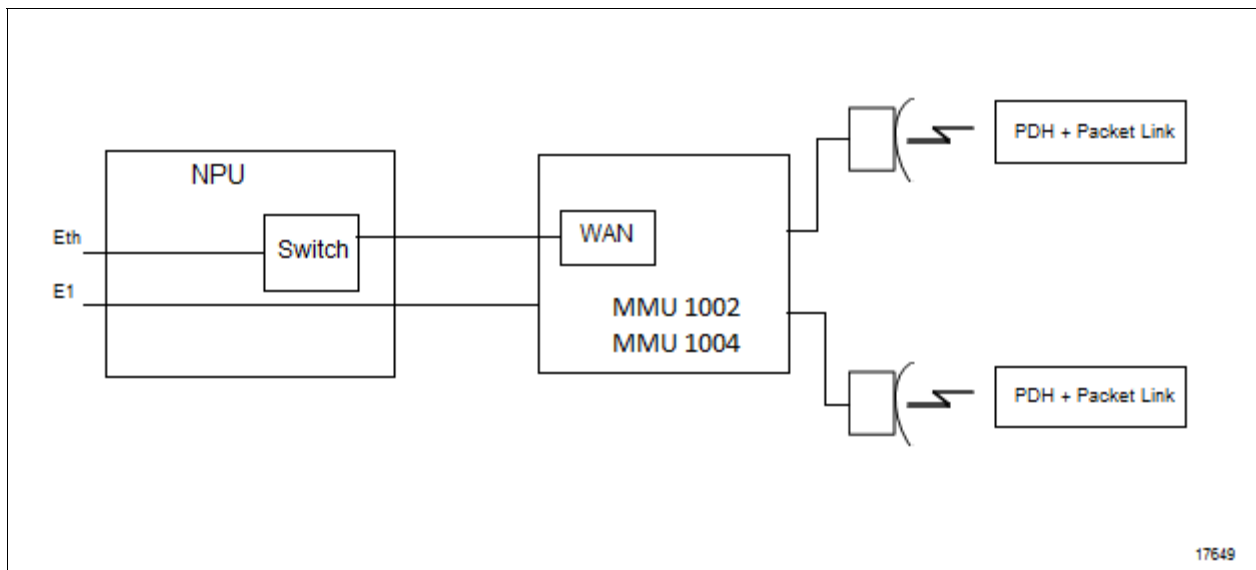 NPU
Eth
Switch
E1
WAN
MMU 1002
MMU 1004
PDH + Packet Link
PDH + Packet Link
17649